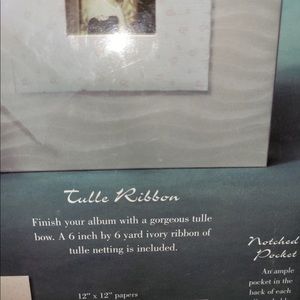 Tulle Ribbon
Finish your album with a gorgeous tulle
bow. A 6 inch by 6 yard ivory ribbon of
tulle netting is included.
12" x 12" papers
Notched
Pocket
An ample
pocket in the
back of each